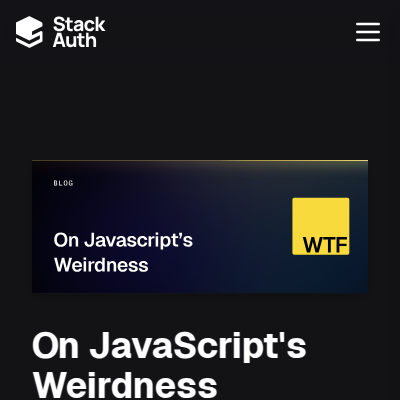 Stack
Auth
BLOG
On Javascript’s
Weirdness
WTF
On JavaScript's
Weirdness